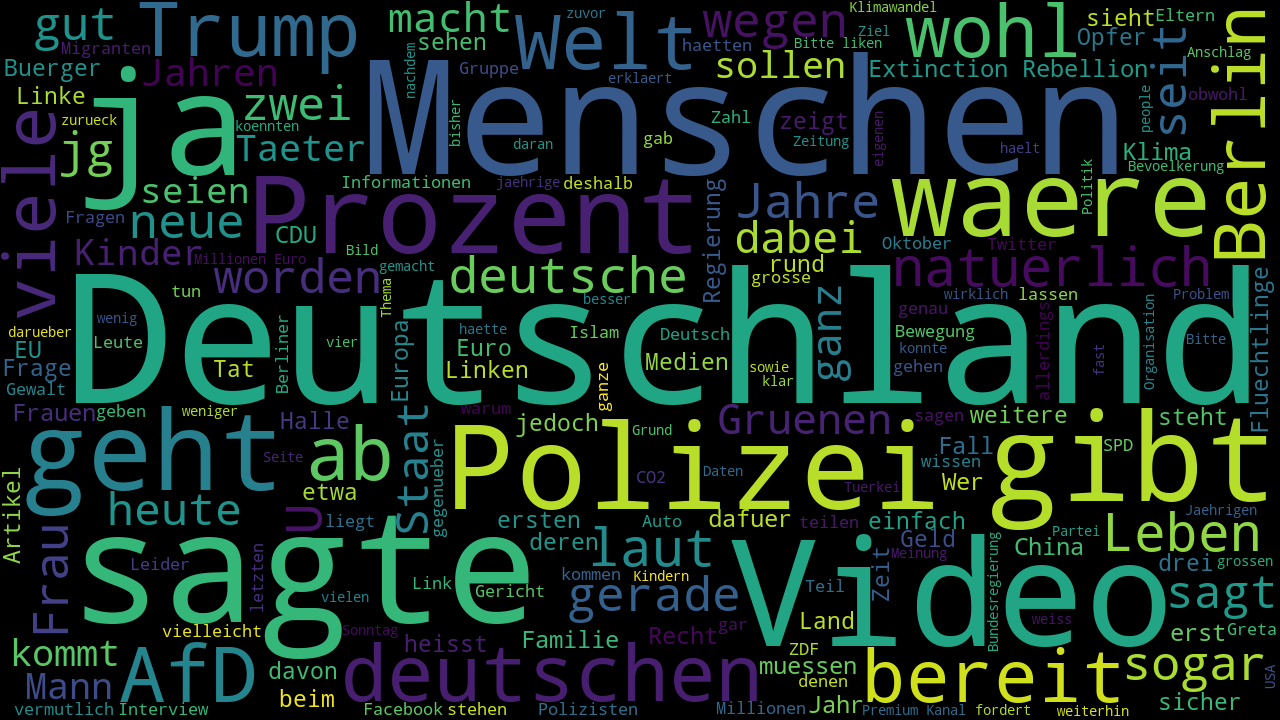 gut
Trump
macht
Welt
zuvor
wegen
Klimawandel
Ziel
wohl
sieht
Eltern
Migranten
sehen
haetten
Bitte liken
Opfer
seit
Berlin
Anschlag
Buerger
Jahren
nachdem
Gruppe
erklaert
sollen
Extinction Rebellion
Linke
ja
zwei
Menschen
people
obwohl
zurueck
koennten
bisher
Zahl
zeigt
viele
jg
Taeter
daran
gab
Zeitung
eigenen
haelt
Klima
Bevoelkerung
seien
Informationen
jaehrige
deshalb
Politik
Fragen
neue
Prozent
Regierung
Jahre
waere
CDU
dabei
Oktober
Twitter
Kinder
Millionen Euro
Bild
rund
natuerlich
worden
gemacht
deutsche
grosse
Fluechtlinge
tun
Thema
besser
ganz
wirklich
lassen
Problem
darueber
wenig
Deutschland
haette
genau
Organisation
EU
Leute
Berliner
vier
Europa
Islam
Deutsch
Bewegung
allerdings
Bitte
Frage
Euro
Medien
konnte
fast
Gewalt
Tat
Linken
ganze
sowie
gehen
klar
Frauen
geben
weniger
Halle
staat
warum
jedoch
Gruenen
sagen
weitere
steht
geht
ab
Polizei
Grund
Fall
gibt
SPD
Seite
gegenueber
wissen
Artikel
etwa
CO2
Daten
Tuerkei
Wer
heute
u
liegt
ersten
Auto
dafuer
teilen
einfach
Jaehrigen
Frau
deren
laut
Geld
Partei
Leben
sagte
Video
Zeit
Meinung
Bundesregierung
China
Leider
letzten
Link
Gericht
kommen
Kindern
drei
grossen
vielen
gerade
Teil
sagt
vielleicht
Sonntag
heisst
Familie
Recht
gar
Land
weiss
erst
Greta
kommt
ZDF
AfD
davon
deutschen
muessen
bereit
sogar
USA
Mann
beim
denen
vermutlich
Interview
Facebook
stehen
Polizisten
Millionen
Jahr
Premium Kanal
fordert
weiterhin
sicher